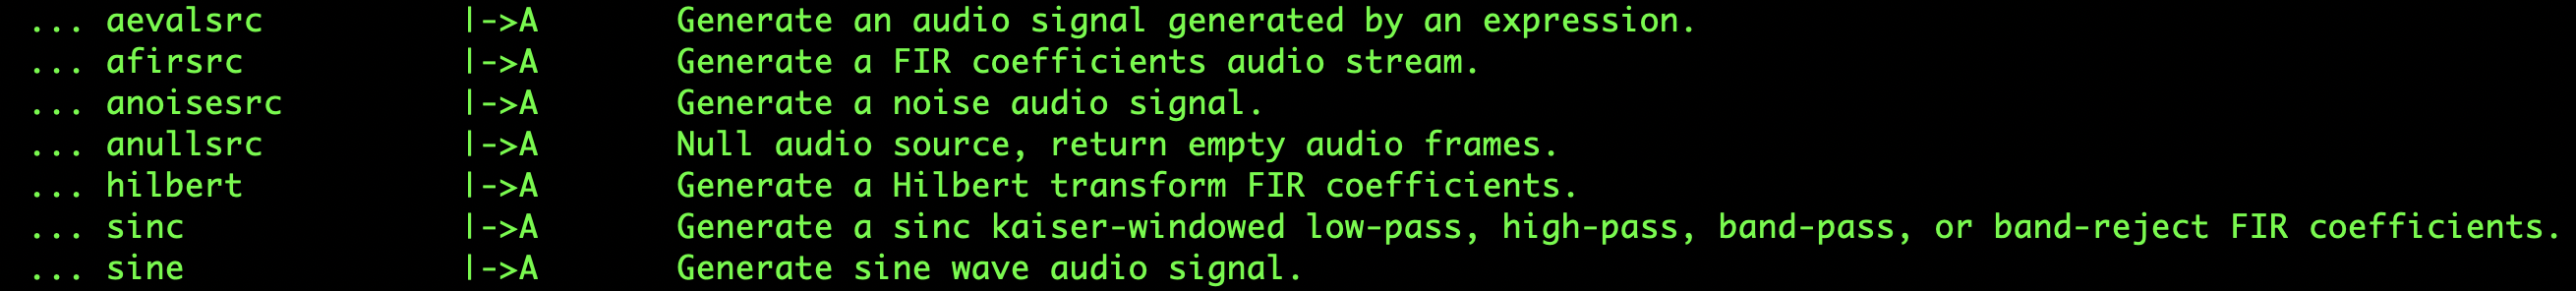 ... aevalsrc |->A Generate an audio signal generated by an expression.
... afirsrc |->A Generate a FIR coefficients audio stream.
... anoisesrc |->A Generate a noise audio signal.
... anullsrc |->A Null audio source, return empty audio frames.
... hilbert |->A Generate a Hilbert transform FIR coefficients.
... sinc |->A Generate a sinc kaiser-windowed low-pass, high-pass, band-pass, or band-reject FIR coefficients.
... sine |->A Generate sine wave audio signal.